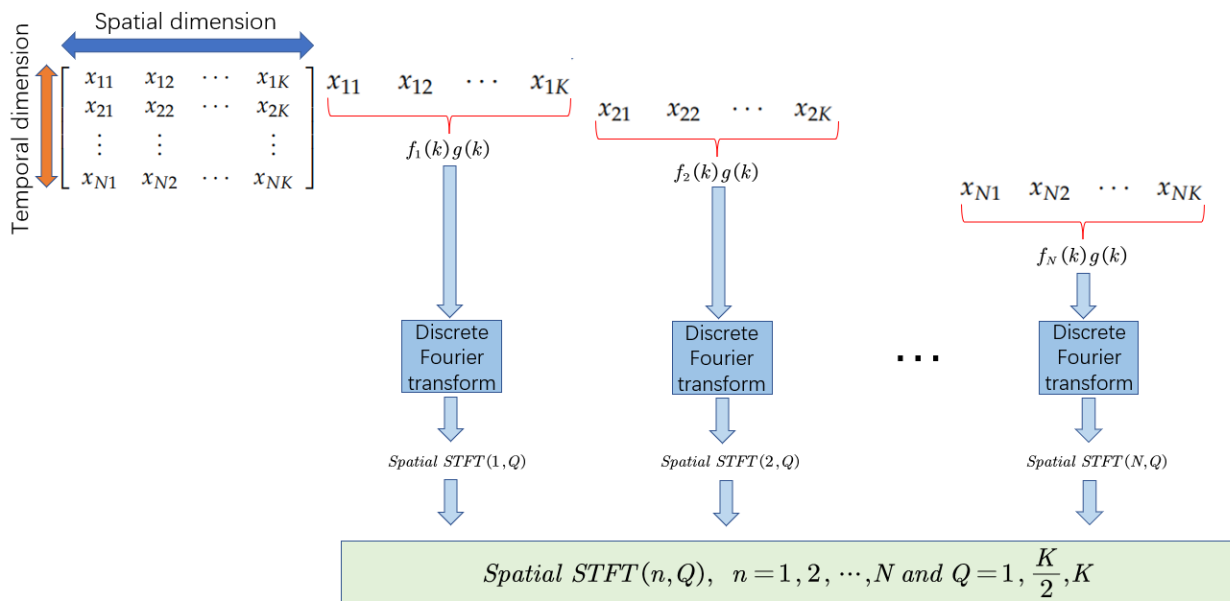 Spatial dimension
Temporal dimension
x₁₁ x₁₂ ⋯ x₁K
x₂₁ x₂₂ ⋯ x₂K
⋮ ⋮ ⋮
xN1 xN2 ⋯ xNK
x₁₁ x₁₂ ⋯ x₁K
f₁(k)g(k)
Discrete
Fourier
transform
Spatial STFT(1,Q)
x₂₁ x₂₂ ⋯ x₂K
f₂(k)g(k)
Discrete
Fourier
transform
Spatial STFT(2,Q)
⋯
xN1 xN2 ⋯ xNK
fN(k)g(k)
Discrete
Fourier
transform
Spatial STFT(N,Q)
Spatial STFT(n,Q), n=1,2,⋯,N and Q=1,K/2,K